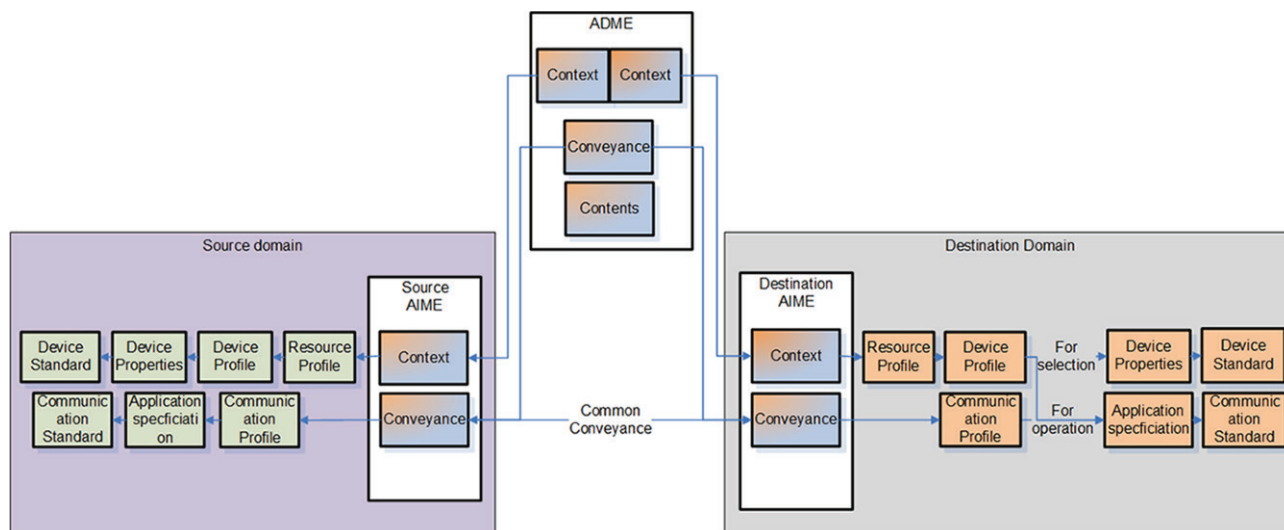 ADME
Context Context
Conveyance
Contents
Source domain
Source
AIME
Device
Standard
Device
Properties
Device
Profile
Resource
Profile
Context
Communic
ation
Standard
Application
specficiati
on
Communic
ation
Profile
Conveyance
Common
Conveyance
Destination Domain
Destination
AIME
Context
Resource
Profile
Device
Profile
For
selection
Device
Properties
Device
Standard
Conveyance
Communic
ation
Profile
For
operation
Application
specficiation
Communic
ation
Standard